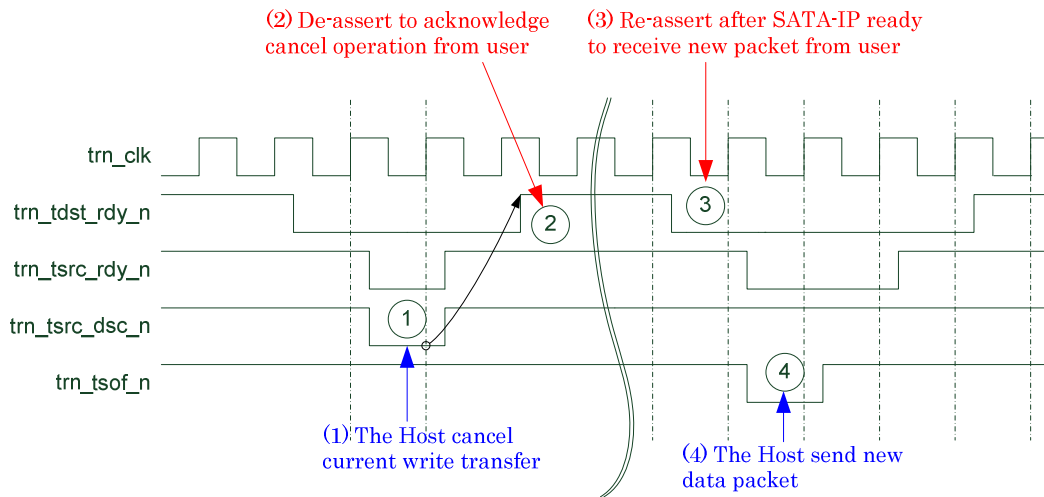 (2) De-assert to acknowledge
cancel operation from user
(3) Re-assert after SATA-IP ready
to receive new packet from user
trn_clk
trn_tdst_rdy_n
2
3
trn_tsrc_rdy_n
trn_tsrc_dsc_n
1
trn_tsof_n
4
(1) The Host cancel
current write transfer
(4) The Host send new
data packet